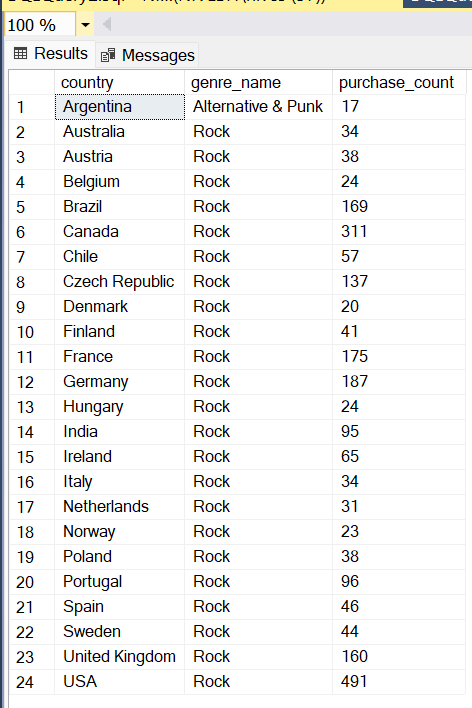 100 %
Results Messages
country genre_name purchase_count
1 Argentina Alternative & Punk 17
2 Australia Rock 34
3 Austria Rock 38
4 Belgium Rock 24
5 Brazil Rock 169
6 Canada Rock 311
7 Chile Rock 57
8 Czech Republic Rock 137
9 Denmark Rock 20
10 Finland Rock 41
11 France Rock 175
12 Germany Rock 187
13 Hungary Rock 24
14 India Rock 95
15 Ireland Rock 65
16 Italy Rock 34
17 Netherlands Rock 31
18 Norway Rock 23
19 Poland Rock 38
20 Portugal Rock 96
21 Spain Rock 46
22 Sweden Rock 44
23 United Kingdom Rock 160
24 USA Rock 491